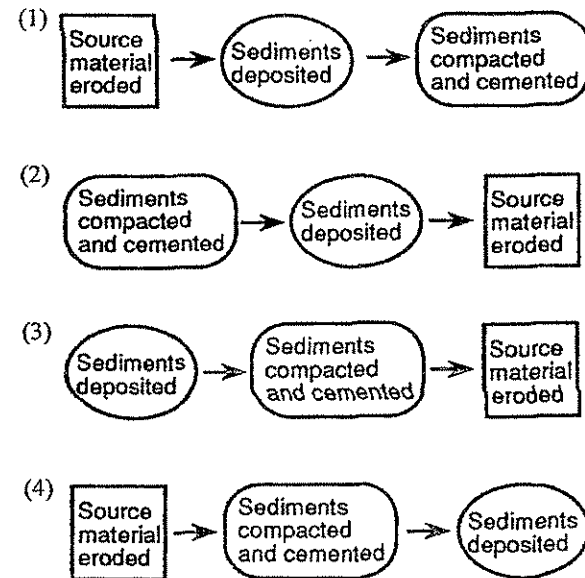 (1)
Source
material
eroded
Sediments
deposited
Sediments
compacted
and cemented
(2)
Sediments
compacted
and cemented
Sediments
deposited
Source
material
eroded
(3)
Sediments
deposited
Sediments
compacted
and cemented
Source
material
eroded
(4)
Source
material
eroded
Sediments
compacted
and cemented
Sediments
deposited